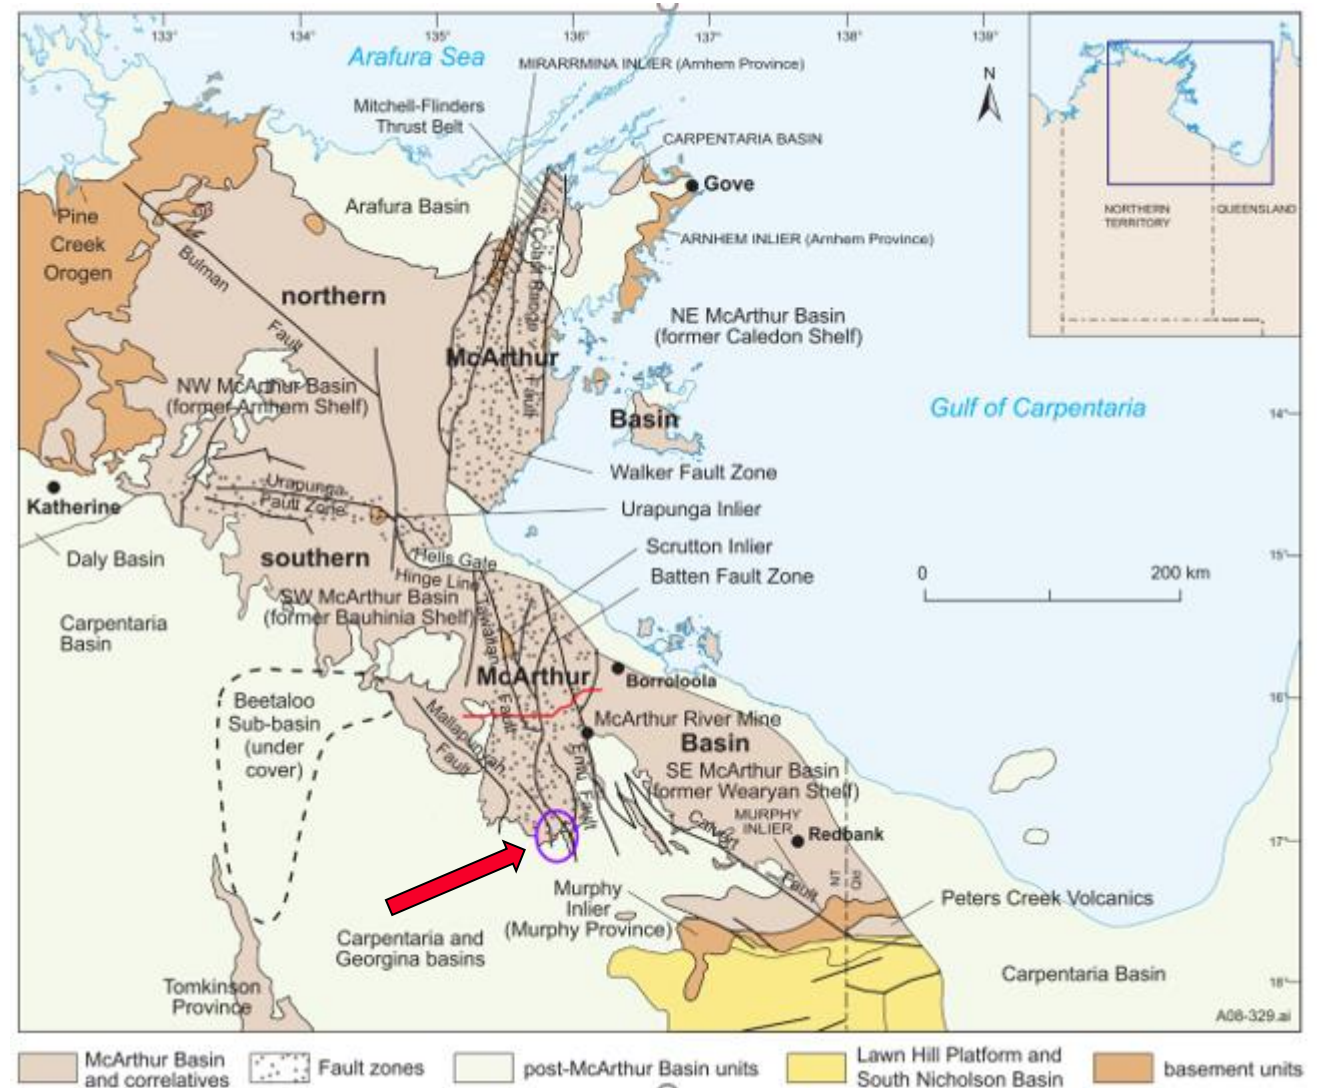 133°
134°
135°
136°
137°
138°
139°
Arafura Sea
MIRARRMINA INLIER (Arnhem Province)
Mitchell-Flinders
Thrust Belt
N
CARPENTARIA BASIN
Gove
Arafura Basin
Pine
Creek
Orogen
ARNHEM INLIER (Arnhem Province)
NORTHERN
TERRITORY
QUEENSLAND
Bulman
Fault
northern
Coast Range Fault
NE McArthur Basin
(former Caledon Shelf)
McArthur
NW McArthur Basin
(former Arnhem Shelf)
Basin
Gulf of Carpentaria
14°
Walker Fault Zone
Katherine
Urapunga
Fault Zone
Urapunga Inlier
Daly Basin
southern
Hells Gate
Hinge Line
Scrutton Inlier
Batten Fault Zone
15°
0
200 km
SW McArthur Basin
(former Bauhinia Shelf)
Carpentaria
Basin
Tawallah
Fault
McArthur
Borroloola
16°
Beetaloo
Sub-basin
(under
cover)
Mallapunyah
Fault
McArthur River Mine
Basin
Emu Fault
SE McArthur Basin
(former Wearyan Shelf)
MURPHY
INLIER
Calvert
Fault
Redbank
17°
NT
Qld
Murphy
Inlier
(Murphy Province)
Peters Creek Volcanics
Carpentaria and
Georgina basins
Tomkinson
Province
Carpentaria Basin
18°
A08-329.ai
McArthur Basin
and correlatives
Fault zones
post-McArthur Basin units
Lawn Hill Platform and
South Nicholson Basin
basement units